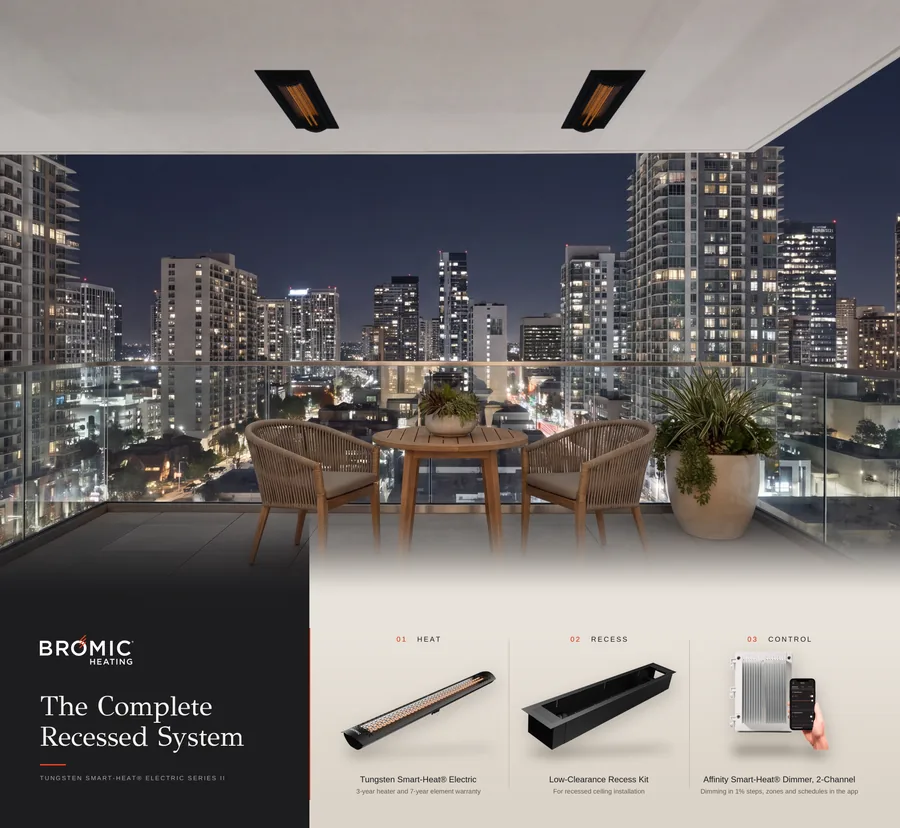 BROMIC
HEATING
The Complete
Recessed System
TUNGSTEN SMART-HEAT® ELECTRIC SERIES II
01 HEAT
Tungsten Smart-Heat® Electric
3-year heater and 7-year element warranty
02 RECESS
Low-Clearance Recess Kit
For recessed ceiling installation
03 CONTROL
Affinity Smart-Heat® Dimmer, 2-Channel
Dimming in 1% steps, zones and schedules in the app